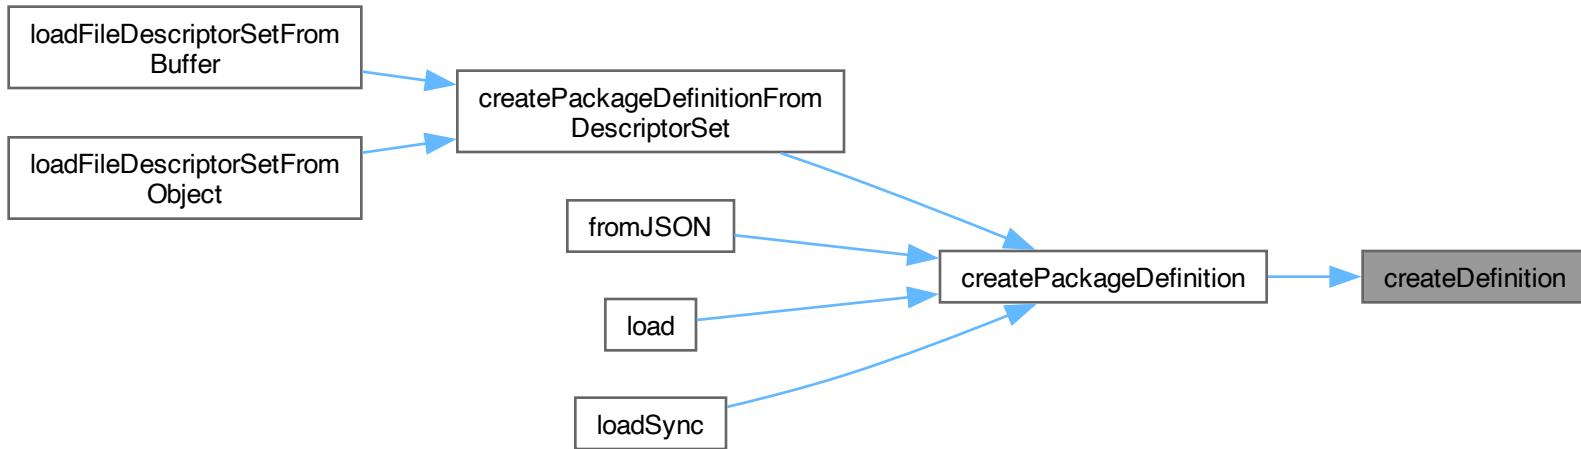 loadFileDescriptorSetFrom
Buffer
createPackageDefinitionFrom
DescriptorSet
loadFileDescriptorSetFrom
Object
fromJSON
createPackageDefinition
createDefinition
load
loadSync